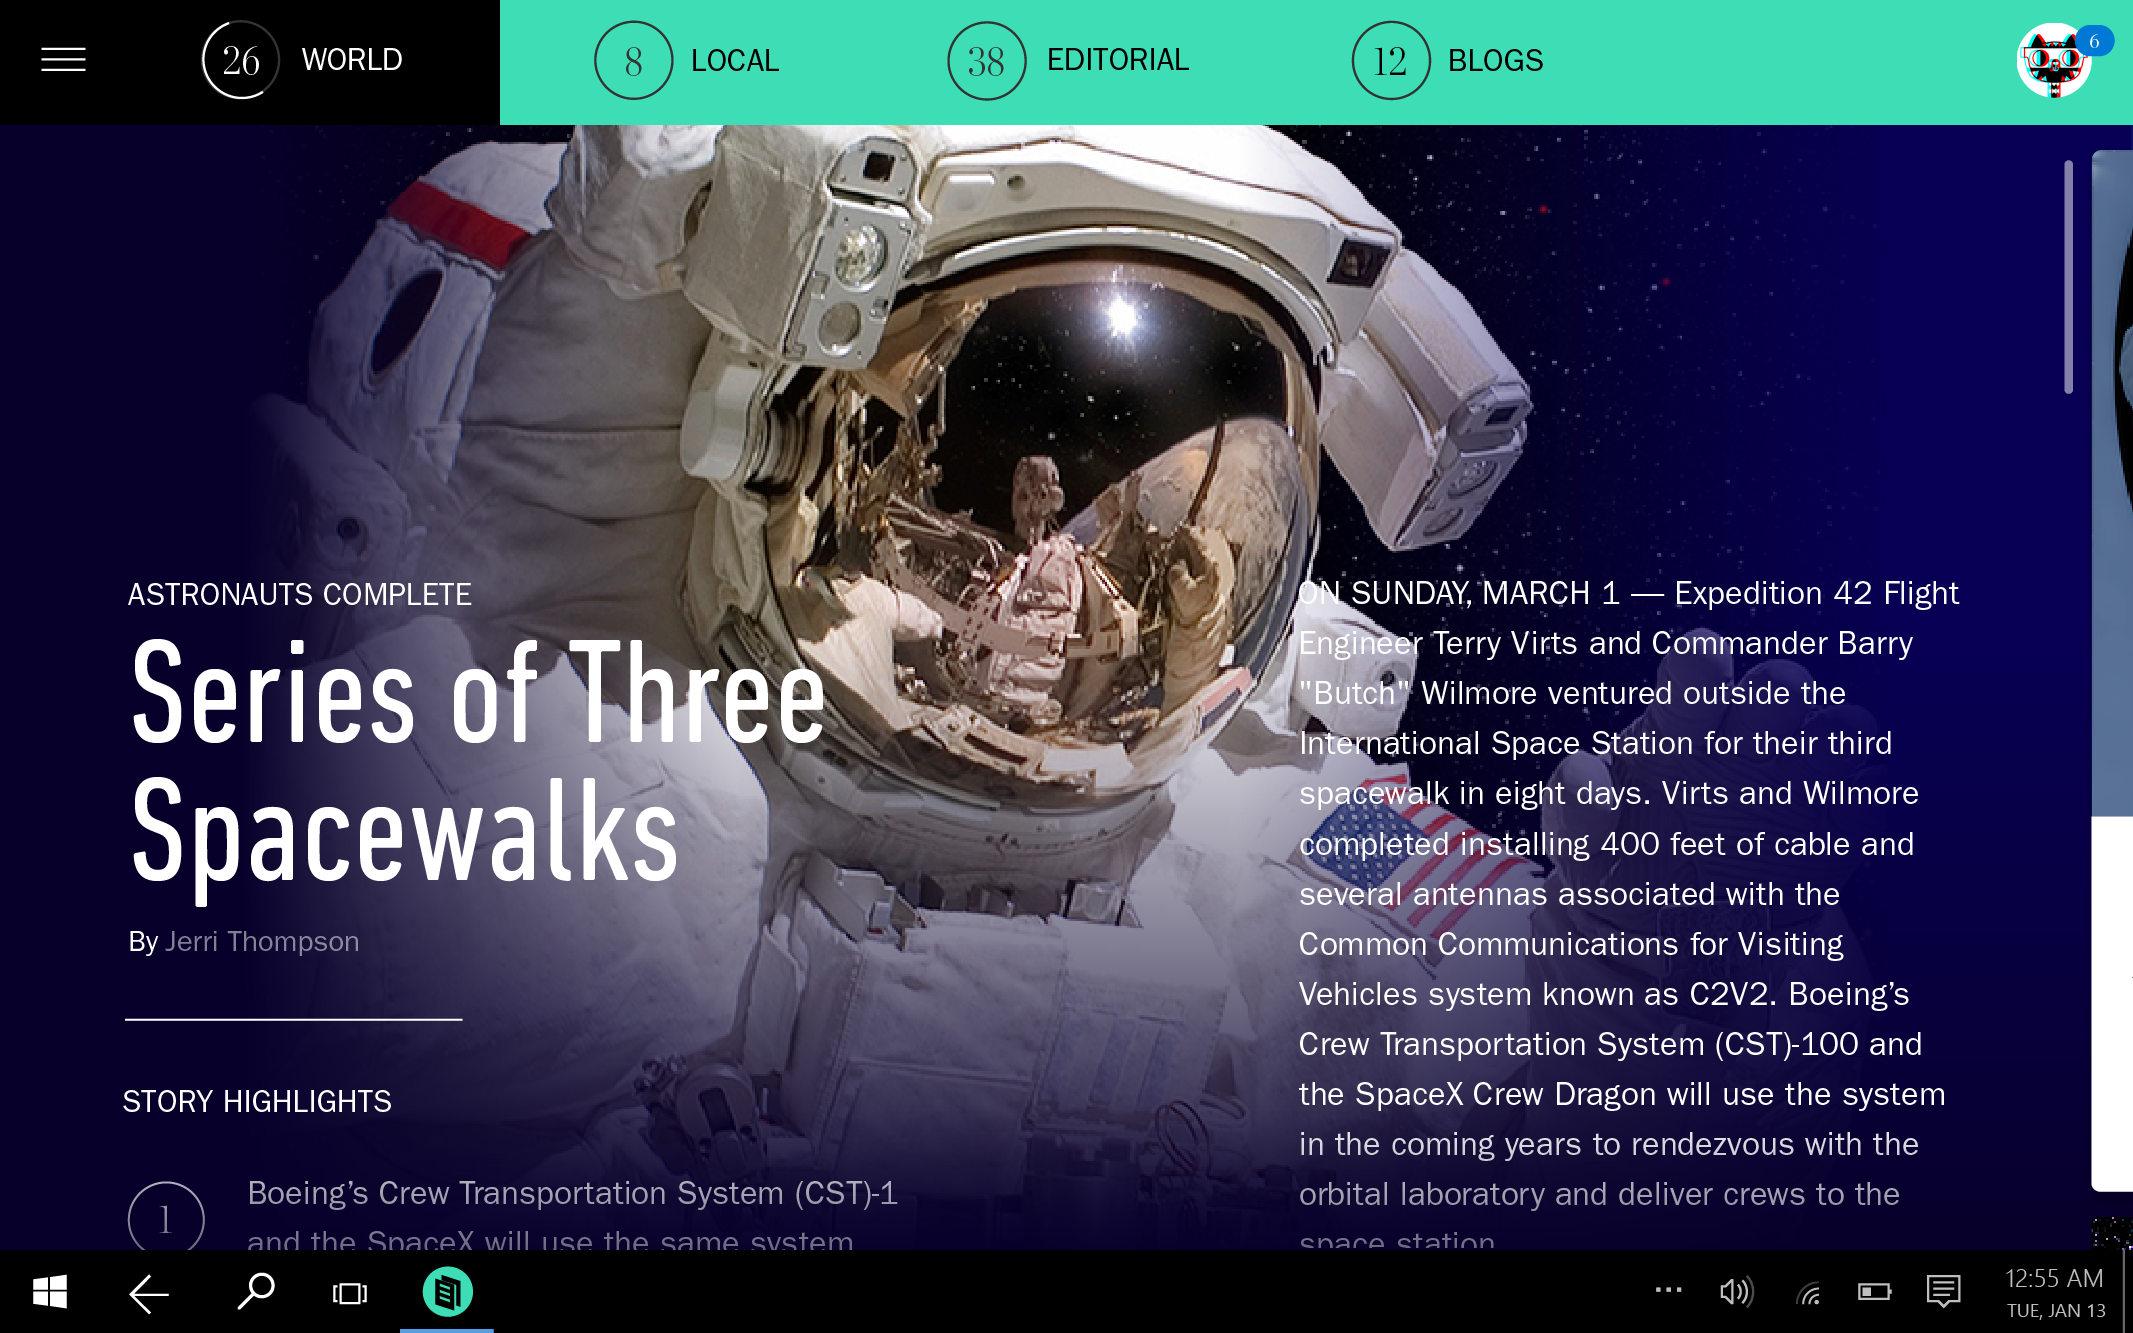 26 WORLD
8 LOCAL
38 EDITORIAL
12 BLOGS
6
ASTRONAUTS COMPLETE
Series of Three
Spacewalks
By Jerri Thompson
STORY HIGHLIGHTS
1
Boeing’s Crew Transportation System (CST)-1
and the SpaceX will use the same system
ON SUNDAY, MARCH 1 — Expedition 42 Flight
Engineer Terry Virts and Commander Barry
"Butch" Wilmore ventured outside the
International Space Station for their third
spacewalk in eight days. Virts and Wilmore
completed installing 400 feet of cable and
several antennas associated with the
Common Communications for Visiting
Vehicles system known as C2V2. Boeing’s
Crew Transportation System (CST)-100 and
the SpaceX Crew Dragon will use the system
in the coming years to rendezvous with the
orbital laboratory and deliver crews to the
space station.
12:55 AM
TUE, JAN 13